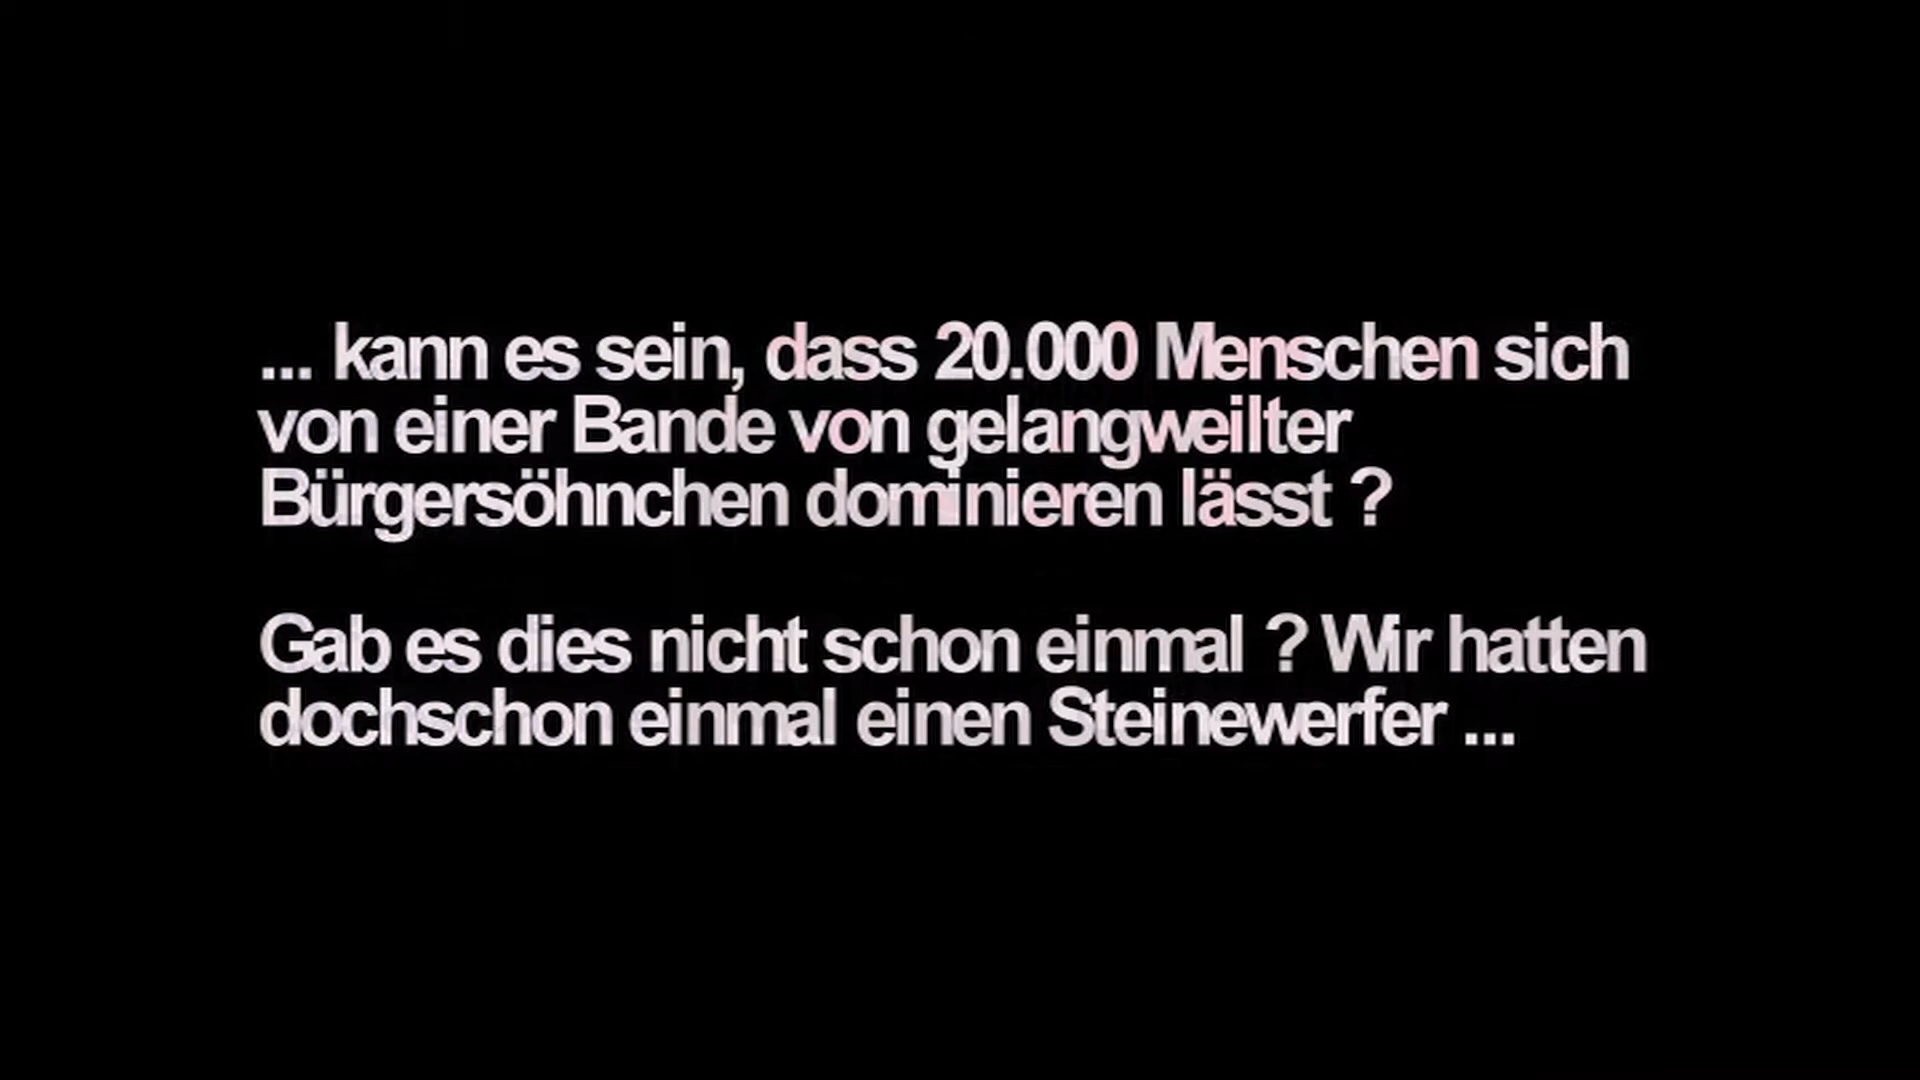 ... kann es sein, dass 20.000 Menschen sich
von einer Bande von gelangweilter
Bürgersöhnchen dominieren lässt ?
Gab es dies nicht schon einmal ? Wir hatten
dochschon einmal einen Steinewerfer ...